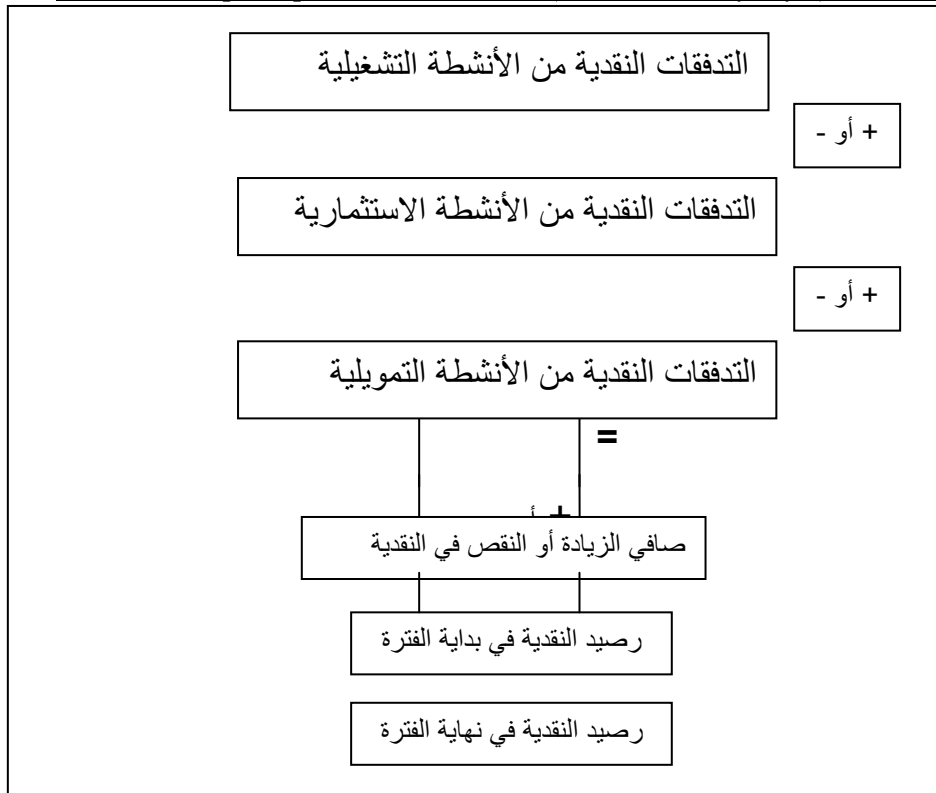 التدفقات النقدية من الأنشطة التشغيلية
+ أو -
التدفقات النقدية من الأنشطة الاستثمارية
+ أو -
التدفقات النقدية من الأنشطة التمويلية
=
+
صافي الزيادة أو النقص في النقدية
رصيد النقدية في بداية الفترة
رصيد النقدية في نهاية الفترة